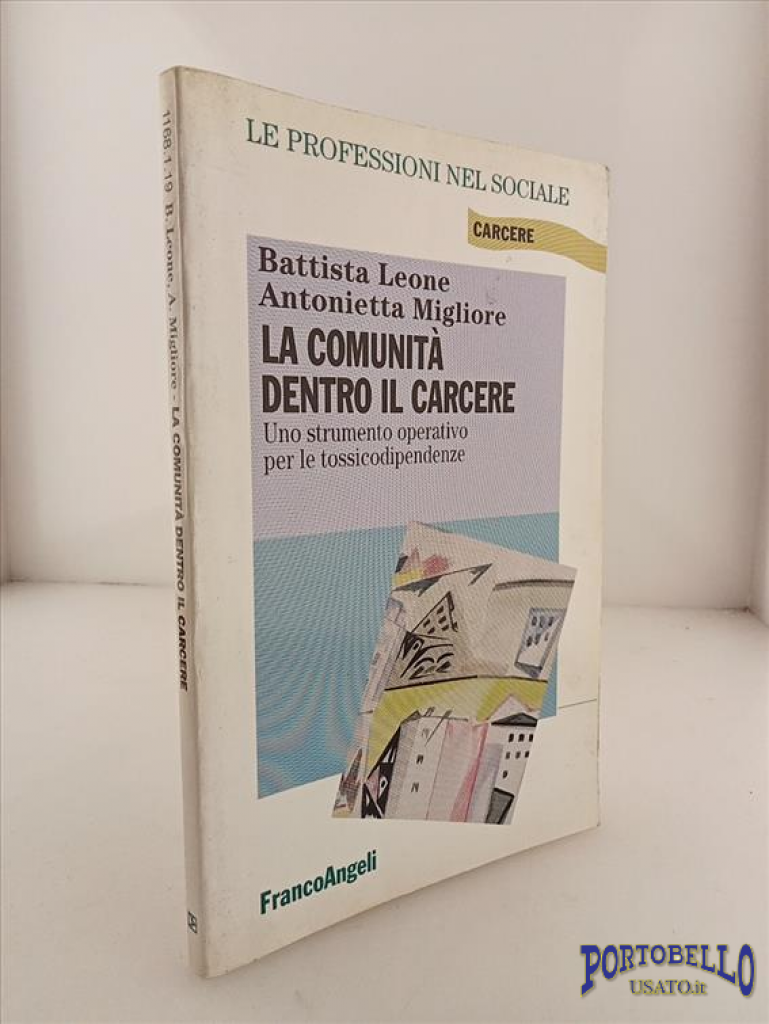 LE PROFESSIONI NEL SOCIALE
CARCERE
Battista Leone
Antonietta Migliore
LA COMUNITÀ
DENTRO IL CARCERE
Uno strumento operativo
per le tossicodipendenze
FrancoAngeli
1168.1.19 B. Leone, A. Migliore - LA COMUNITÀ DENTRO IL CARCERE
PORTOBELLO
USATO.it